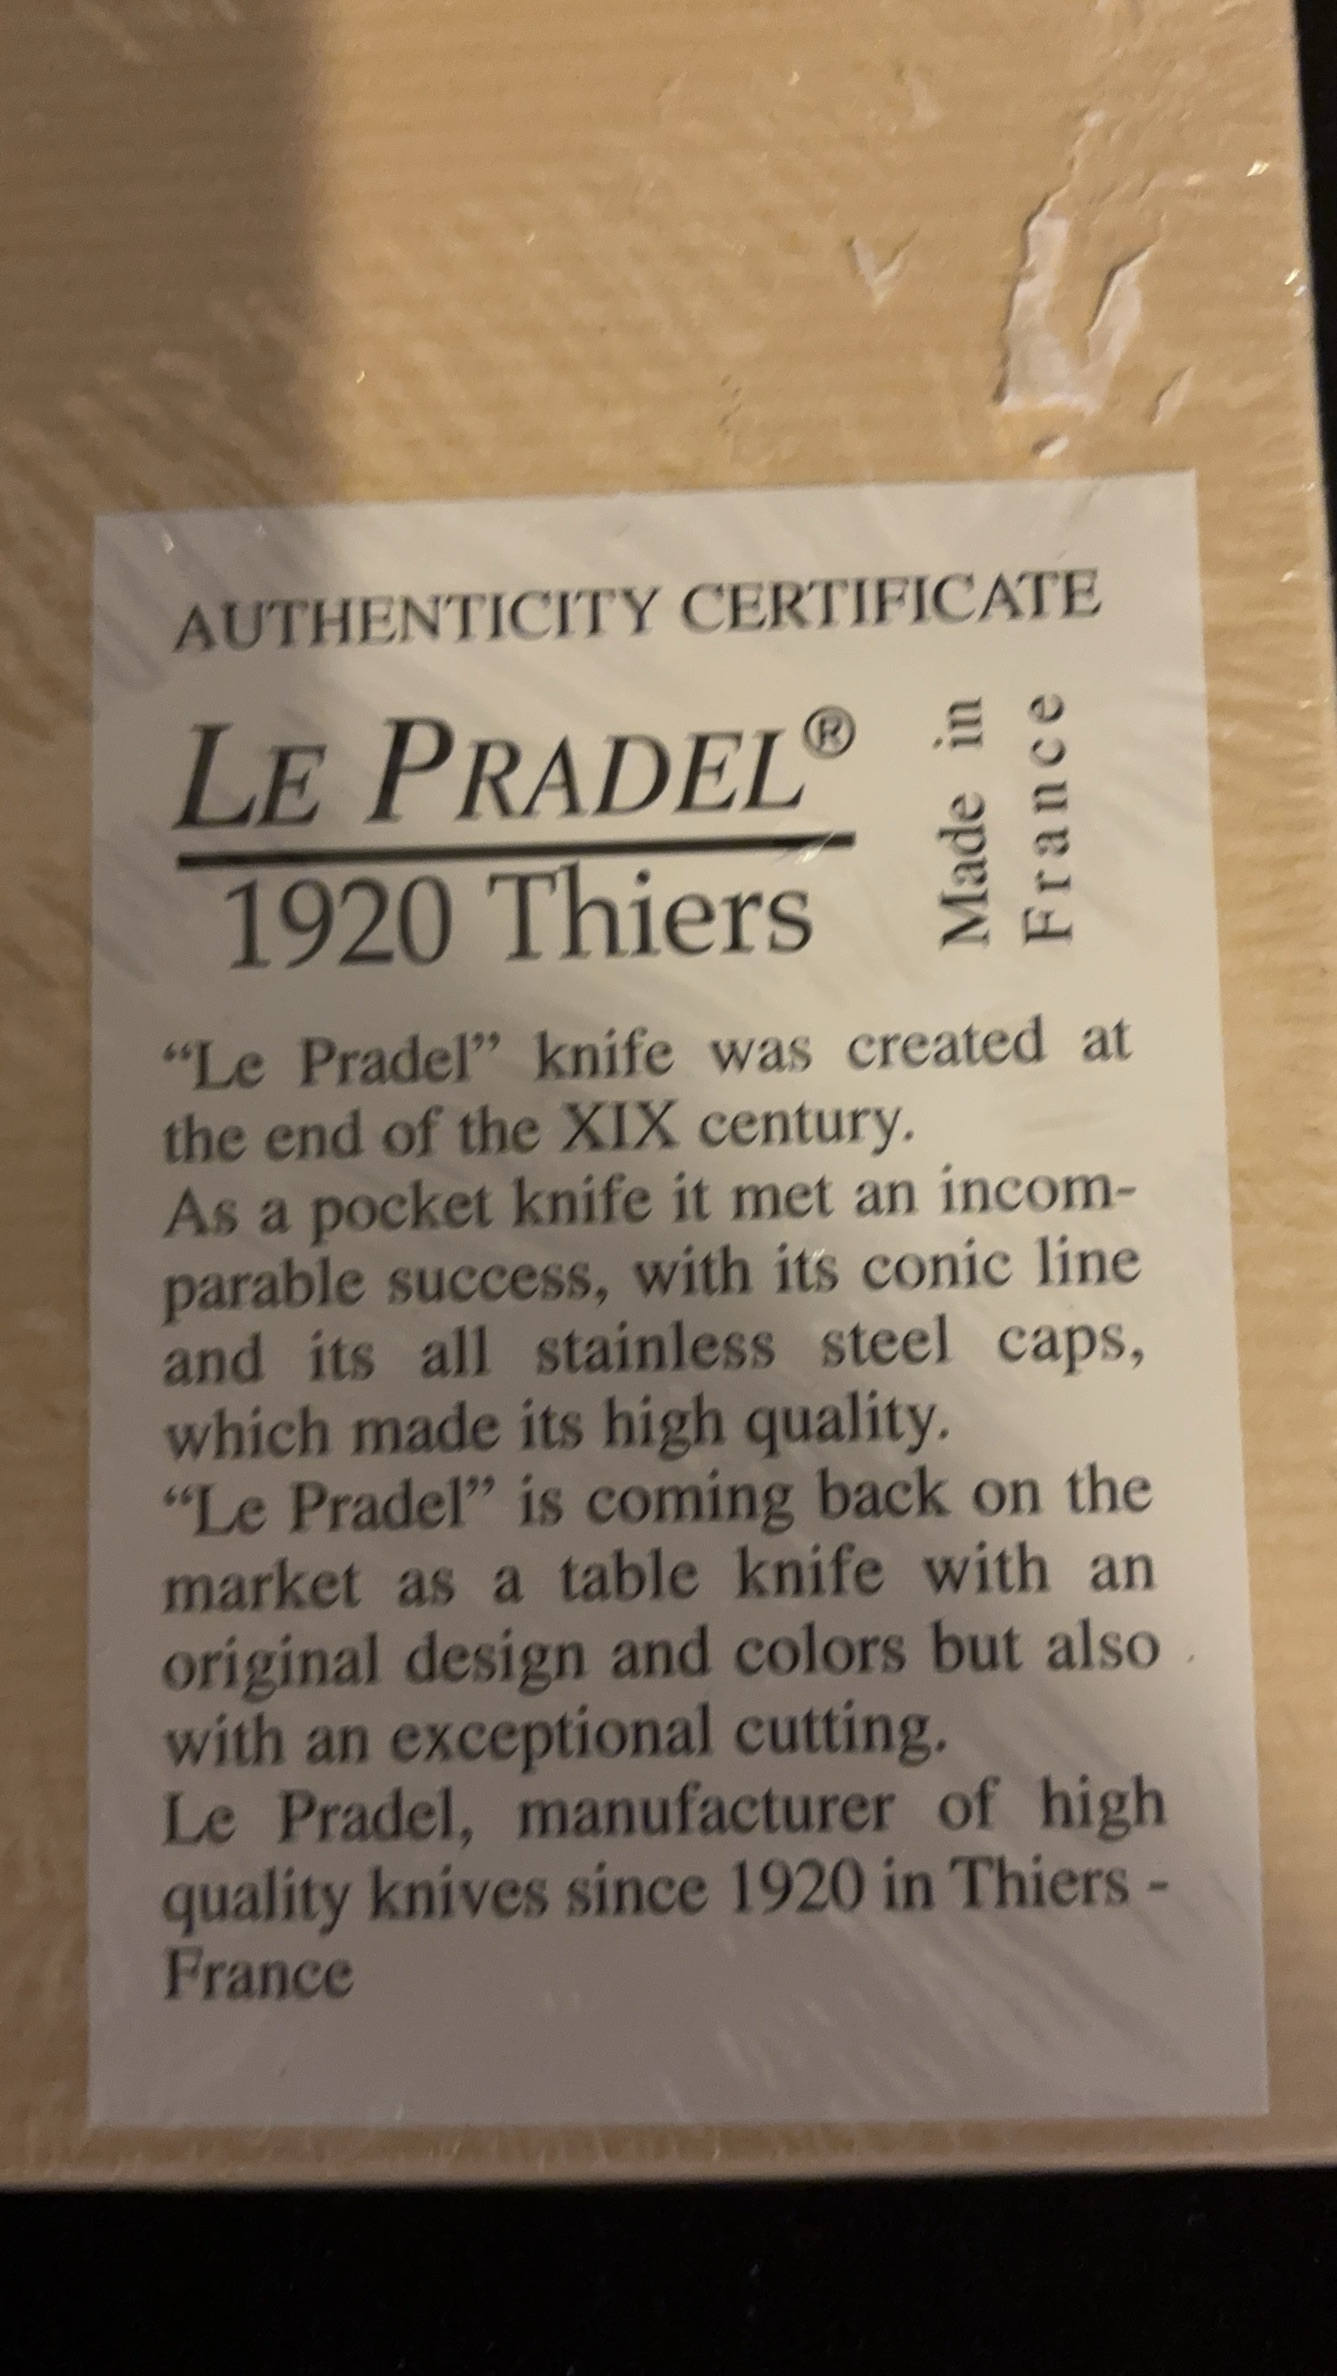 AUTHENTICITY CERTIFICATE
LE PRADEL®
1920 Thiers
Made in
France
“Le Pradel” knife was created at
the end of the XIX century.
As a pocket knife it met an incom-
parable success, with its conic line
and its all stainless steel caps,
which made its high quality.
“Le Pradel” is coming back on the
market as a table knife with an
original design and colors but also
with an exceptional cutting.
Le Pradel, manufacturer of high
quality knives since 1920 in Thiers -
France